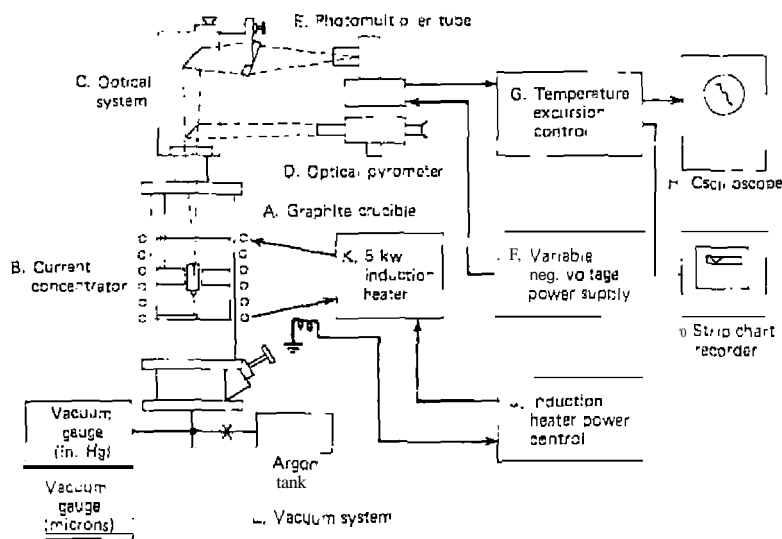 E. Photomultiplier tube
C. Optical
system
G. Temperature
excursion
control
D. Optical pyrometer
H. Oscilloscope
A. Graphite crucible
B. Current
concentrator
K. 5 kw
induction
heater
F. Variable
neg. voltage
power supply
Strip chart
recorder
Induction
heater power
control
Vacuum
gauge
(in. Hg)
Argon
tank
Vacuum
gauge
(microns)
L. Vacuum system